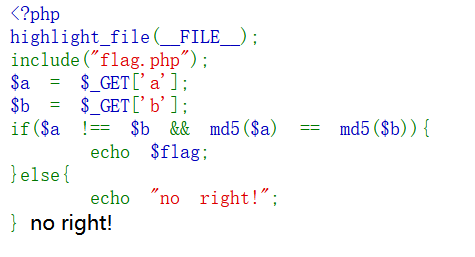 <?php
highlight_file(__FILE__);
include("flag.php");
$a = $_GET['a'];
$b = $_GET['b'];
if($a !== $b && md5($a) == md5($b)){
        echo $flag;
}else{
        echo "no right!";
} no right!